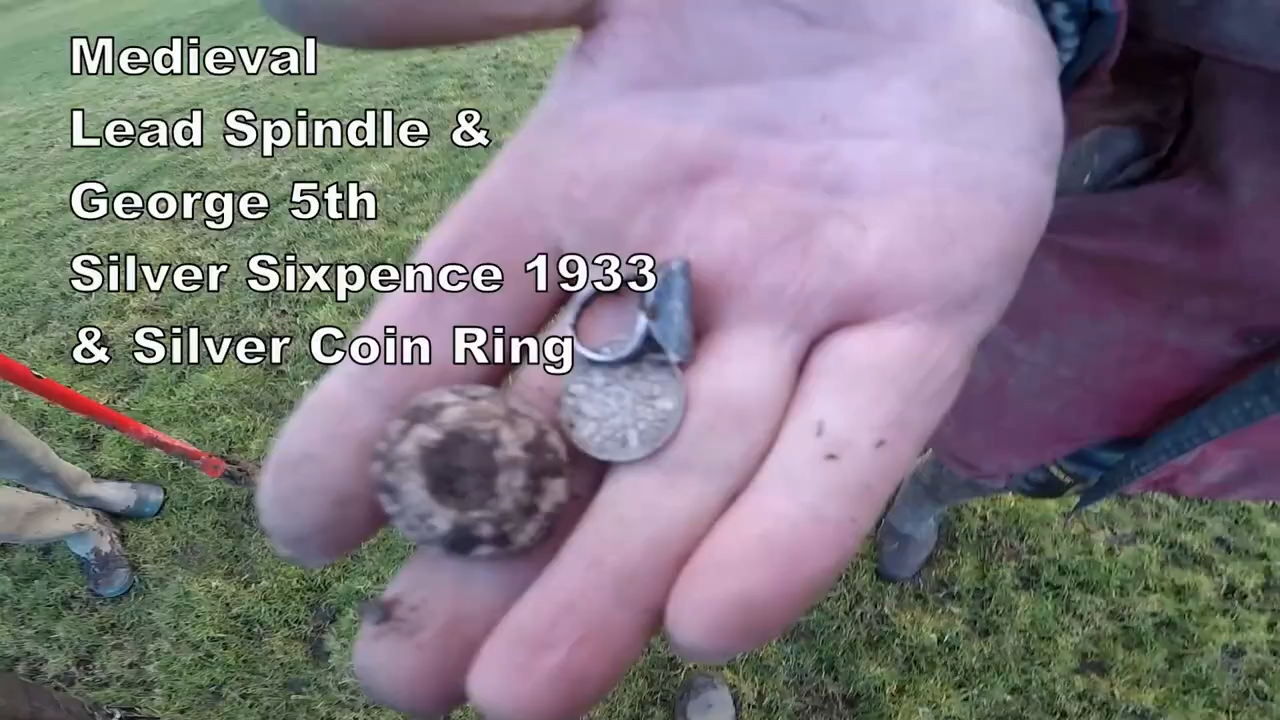 Medieval
Lead Spindle &
George 5th
Silver Sixpence 1933
& Silver Coin Ring